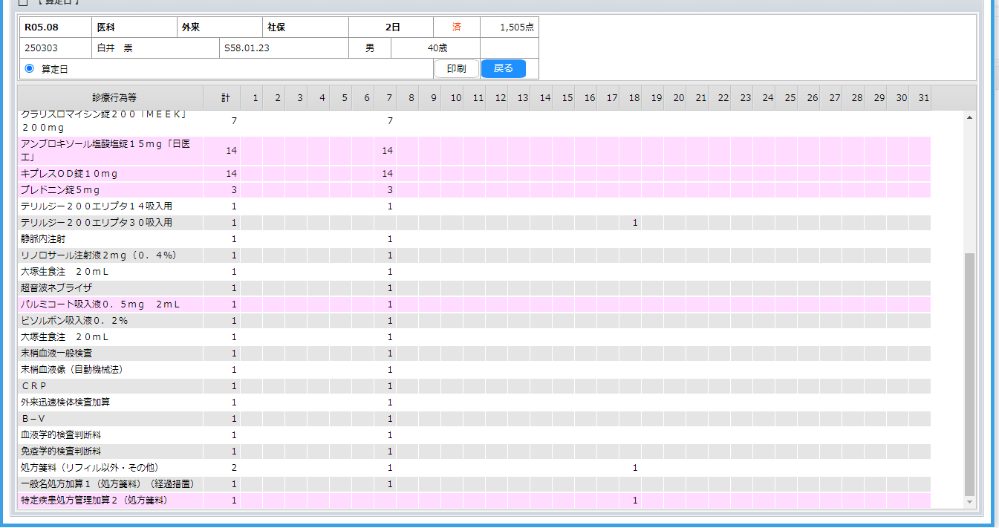 【 算定日 】
R05.08 医科 外来 社保 2日 済 1,505点
250303 白井　崇 S58.01.23 男 40歳
算定日 印刷 戻る
診療行為等 計 1 2 3 4 5 6 7 8 9 10 11 12 13 14 15 16 17 18 19 20 21 22 23 24 25 26 27 28 29 30 31
クラリスロマイシン錠２００「ＭＥＥＫ」
２００ｍｇ 7 7
アンブロキソール塩酸塩錠１５ｍｇ「日医
工」 14 14
キプレスＯＤ錠１０ｍｇ 14 14
プレドニン錠５ｍｇ 3 3
テリルジー２００エリプタ１４吸入用 1 1
テリルジー２００エリプタ３０吸入用 1 1
静脈内注射 1 1
リノロサール注射液２ｍｇ（０．４％） 1 1
大塚生食注　２０ｍＬ 1 1
超音波ネブライザ 1 1
パルミコート吸入液０．５ｍｇ　２ｍＬ 1 1
ビソルボン吸入液０．２％ 1 1
大塚生食注　２０ｍＬ 1 1
末梢血液一般検査 1 1
末梢血液像（自動機械法） 1 1
ＣＲＰ 1 1
外来迅速検体検査加算 1 1
Ｂ－Ｖ 1 1
血液学的検査判断料 1 1
免疫学的検査判断料 1 1
処方箋料（リフィル以外・その他） 2 1 1
一般名処方加算１（処方箋料）（経過措置） 1 1
特定疾患処方管理加算２（処方箋料） 1 1